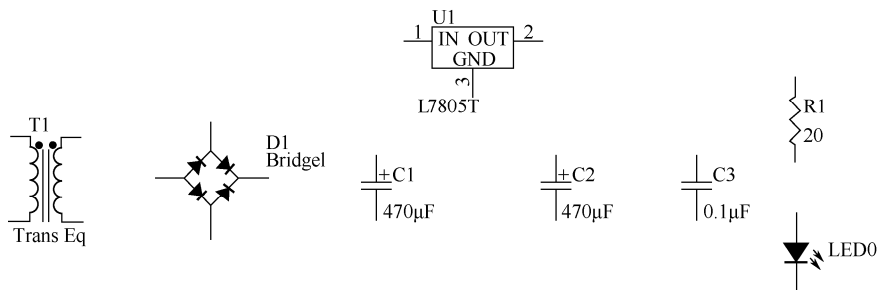 U1
1 IN OUT 2
GND
3
L7805T
T1
Trans Eq
D1
Bridgel
+ C1
470μF
+ C2
470μF
C3
0.1μF
R1
20
LED0